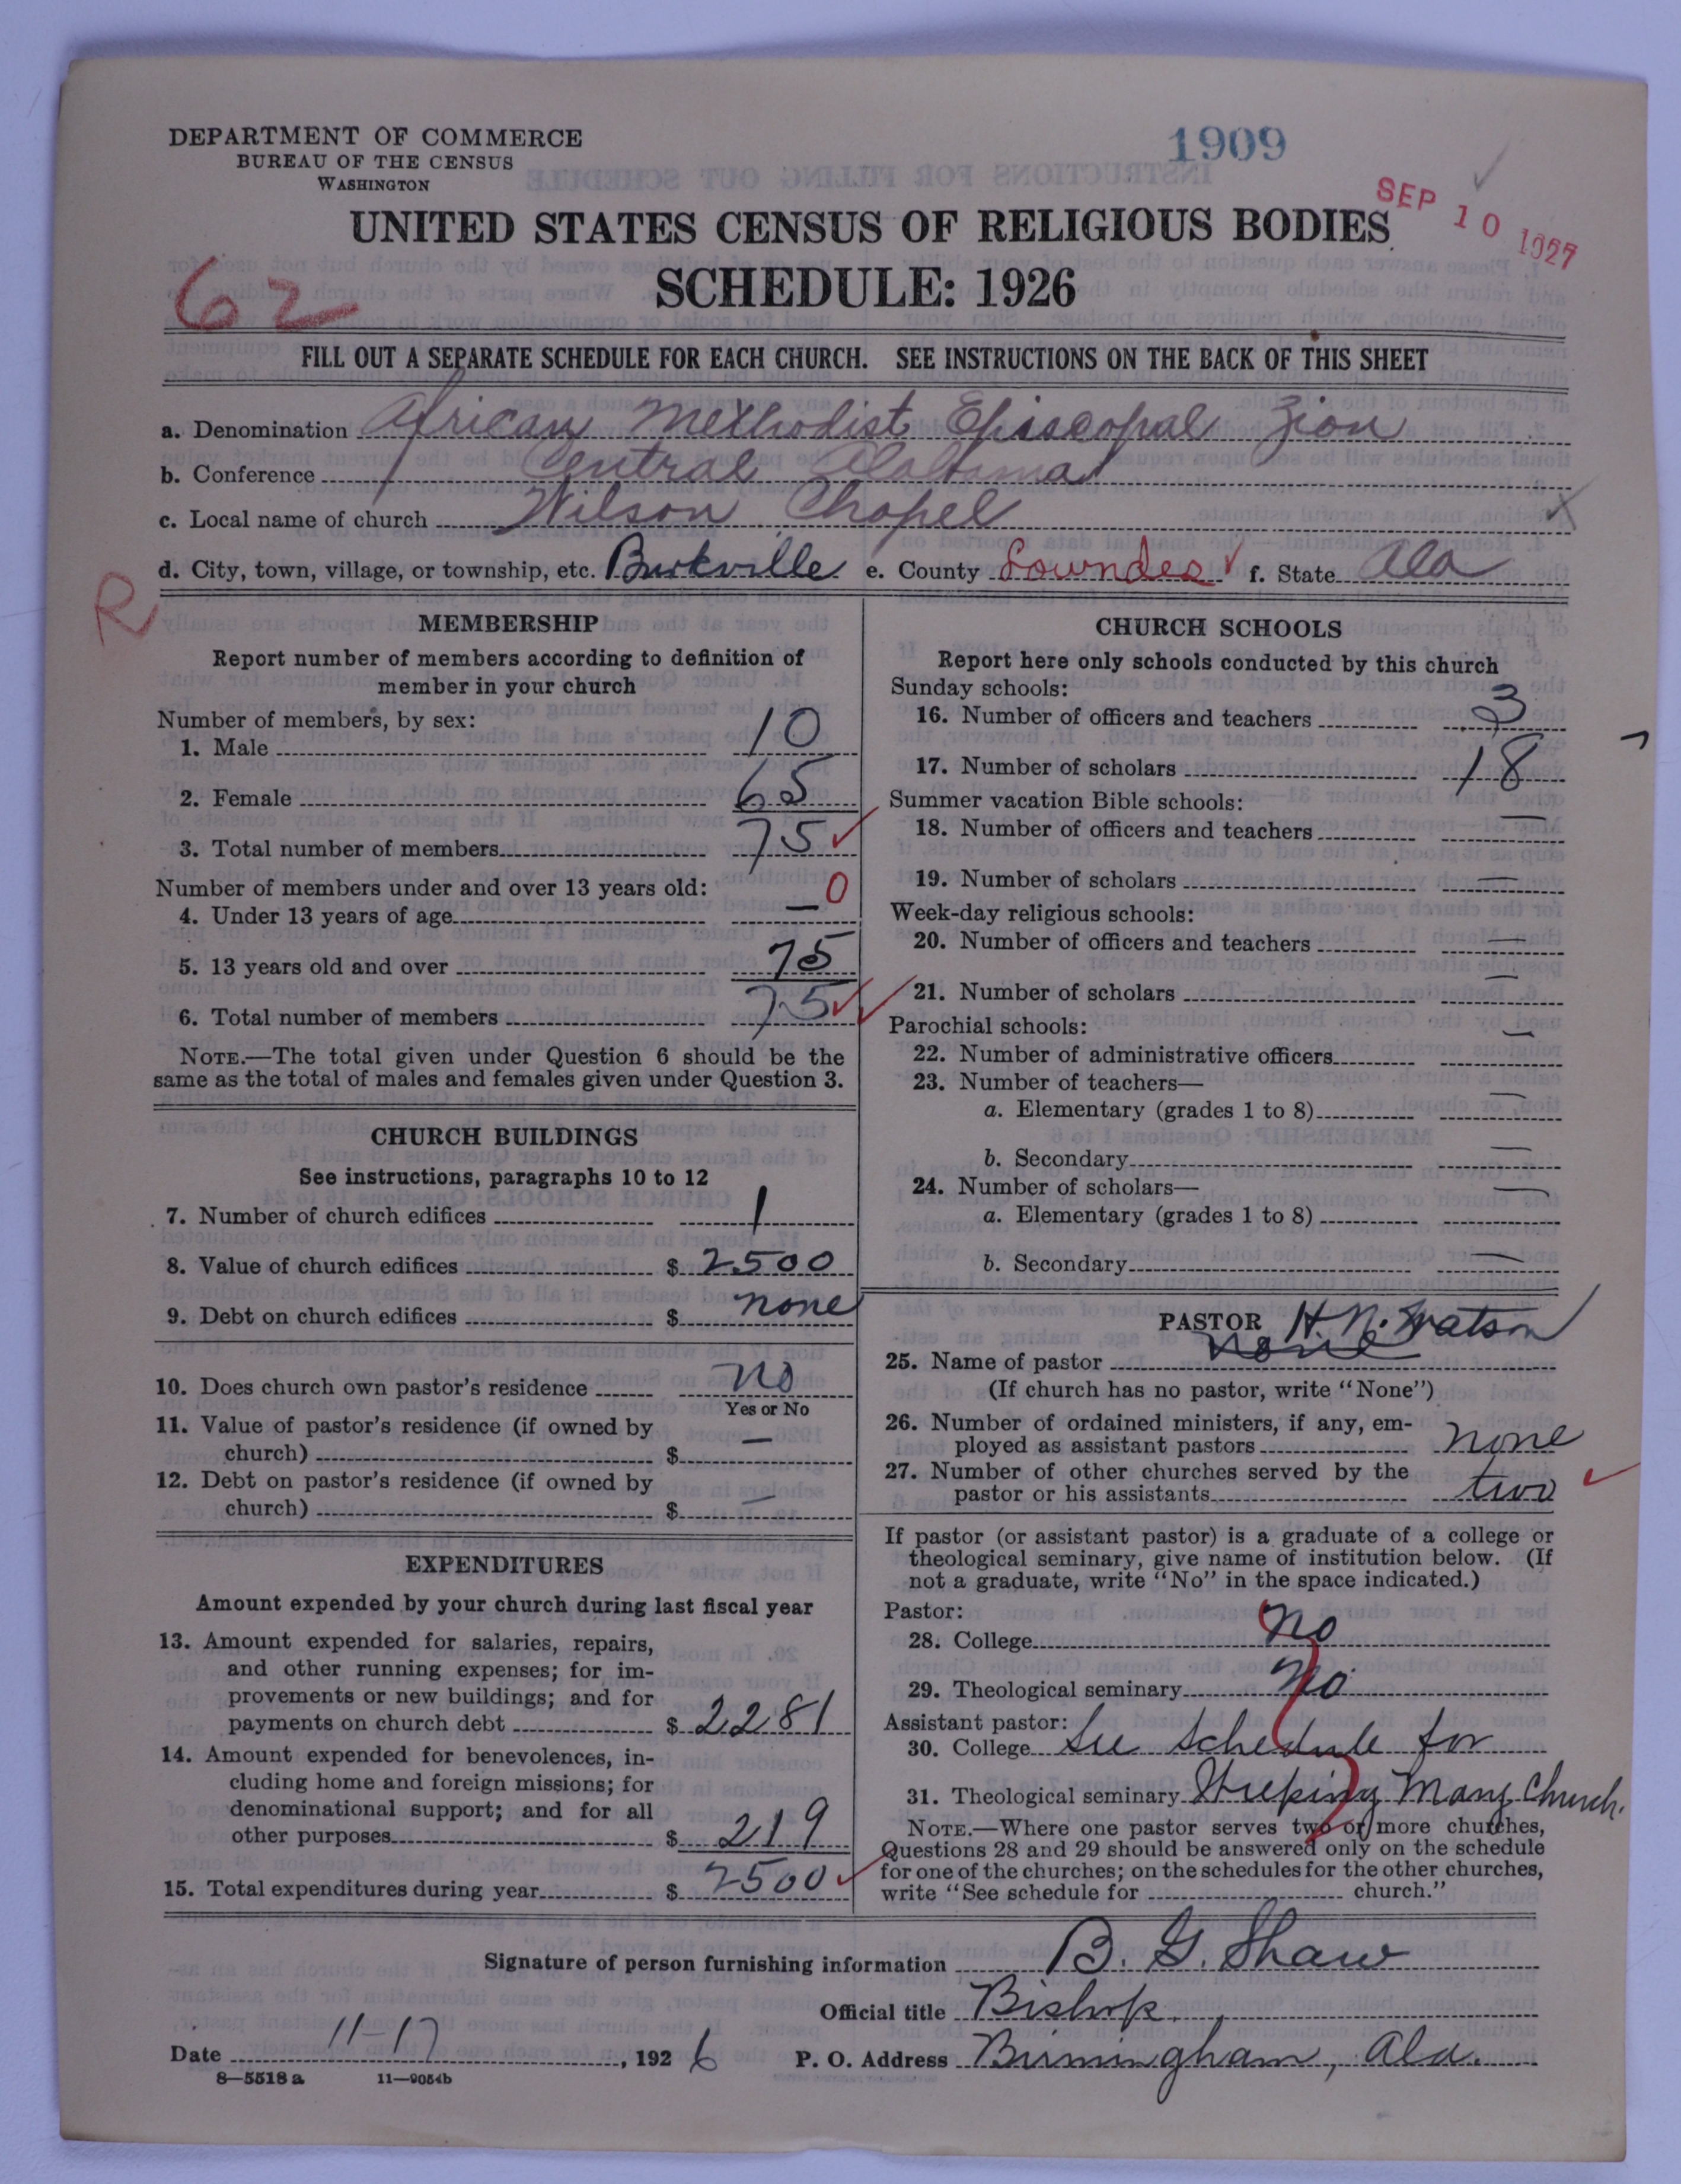 DEPARTMENT OF COMMERCE
BUREAU OF THE CENSUS
WASHINGTON
1909
SEP 10 1927
UNITED STATES CENSUS OF RELIGIOUS BODIES
SCHEDULE: 1926
62
FILL OUT A SEPARATE SCHEDULE FOR EACH CHURCH. SEE INSTRUCTIONS ON THE BACK OF THIS SHEET
a. Denomination African Methodist Episcopal Zion
b. Conference Central Alabama
c. Local name of church Wilson Chapel
d. City, town, village, or township, etc. Burkville e. County Lowndes f. State Ala
R
MEMBERSHIP
Report number of members according to definition of
member in your church
Number of members, by sex:
1. Male 10
2. Female 65
3. Total number of members 75
Number of members under and over 13 years old:
4. Under 13 years of age — 0
5. 13 years old and over 75
6. Total number of members 75
NOTE.—The total given under Question 6 should be the
same as the total of males and females given under Question 3.
CHURCH BUILDINGS
See instructions, paragraphs 10 to 12
7. Number of church edifices 1
8. Value of church edifices $ 2500
9. Debt on church edifices $ none
10. Does church own pastor's residence no
Yes or No
11. Value of pastor's residence (if owned by
church) $ —
12. Debt on pastor's residence (if owned by
church) $ —
EXPENDITURES
Amount expended by your church during last fiscal year
13. Amount expended for salaries, repairs,
and other running expenses; for im-
provements or new buildings; and for
payments on church debt $ 2281
14. Amount expended for benevolences, in-
cluding home and foreign missions; for
denominational support; and for all
other purposes $ 219
15. Total expenditures during year $ 2500
CHURCH SCHOOLS
Report here only schools conducted by this church
Sunday schools:
16. Number of officers and teachers 3
17. Number of scholars 18
Summer vacation Bible schools:
18. Number of officers and teachers —
19. Number of scholars —
Week-day religious schools:
20. Number of officers and teachers —
21. Number of scholars —
Parochial schools:
22. Number of administrative officers —
23. Number of teachers—
a. Elementary (grades 1 to 8) —
b. Secondary —
24. Number of scholars—
a. Elementary (grades 1 to 8) —
b. Secondary —
PASTOR H. N. Watson
25. Name of pastor None
(If church has no pastor, write "None")
26. Number of ordained ministers, if any, em-
ployed as assistant pastors none
27. Number of other churches served by the
pastor or his assistants two
If pastor (or assistant pastor) is a graduate of a college or
theological seminary, give name of institution below. (If
not a graduate, write "No" in the space indicated.)
Pastor:
28. College No
29. Theological seminary No
Assistant pastor:
30. College See schedule for
31. Theological seminary Many Church.
NOTE.—Where one pastor serves two or more churches,
Questions 28 and 29 should be answered only on the schedule
for one of the churches; on the schedules for the other churches,
write "See schedule for church."
Signature of person furnishing information B. G. Shaw
Official title Bishop
Date 11-17, 1926 P. O. Address Birmingham, Ala.
8—5518 a 11—9054b